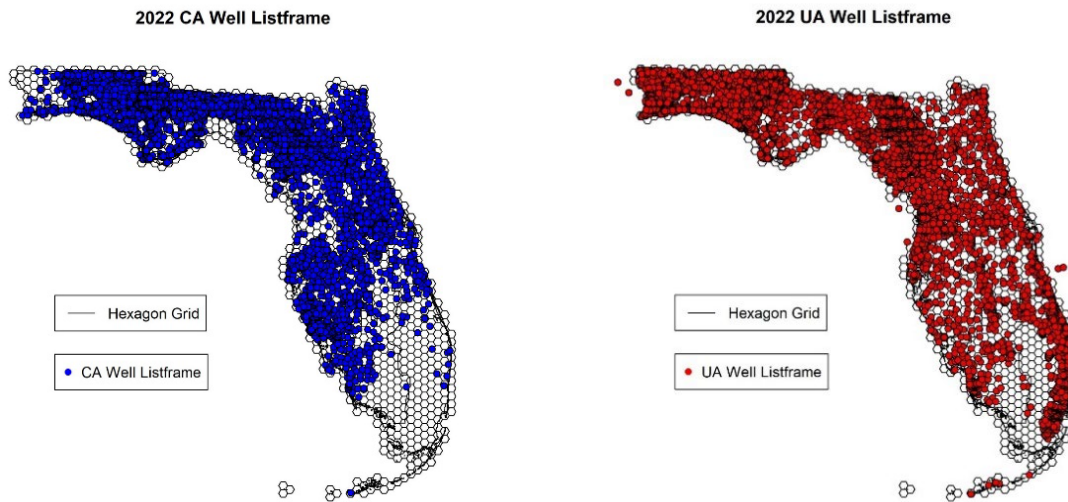 2022 CA Well Listframe
2022 UA Well Listframe
Hexagon Grid
CA Well Listframe
Hexagon Grid
UA Well Listframe